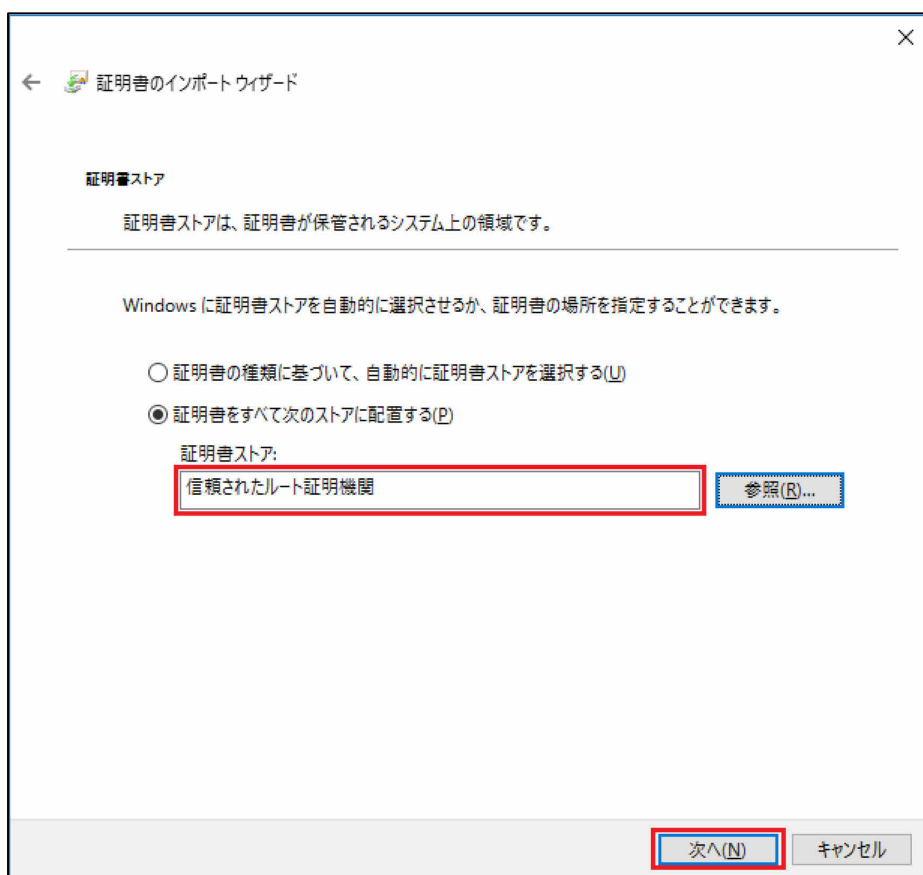 証明書のインポート ウィザード
証明書ストア
証明書ストアは、証明書が保管されるシステム上の領域です。
Windows に証明書ストアを自動的に選択させるか、証明書の場所を指定することができます。
証明書の種類に基づいて、自動的に証明書ストアを選択する(U)
証明書をすべて次のストアに配置する(P)
証明書ストア:
信頼されたルート証明機関
参照(R)...
次へ(N)
キャンセル